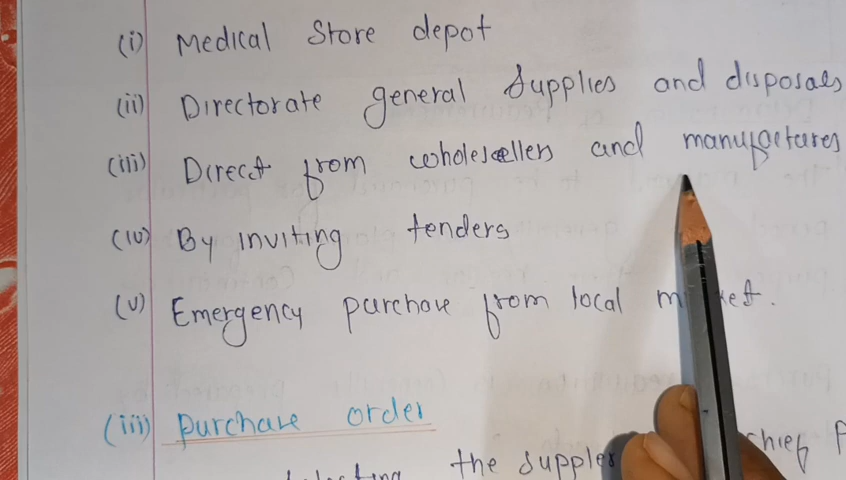 (i) Medical Store depot
(ii) Directorate general Supplies and disposals
(iii) Direct from wholesellers and manufactures
(iv) By inviting tenders
(v) Emergency purchase from local
(iii) purchase order
the supplier chief